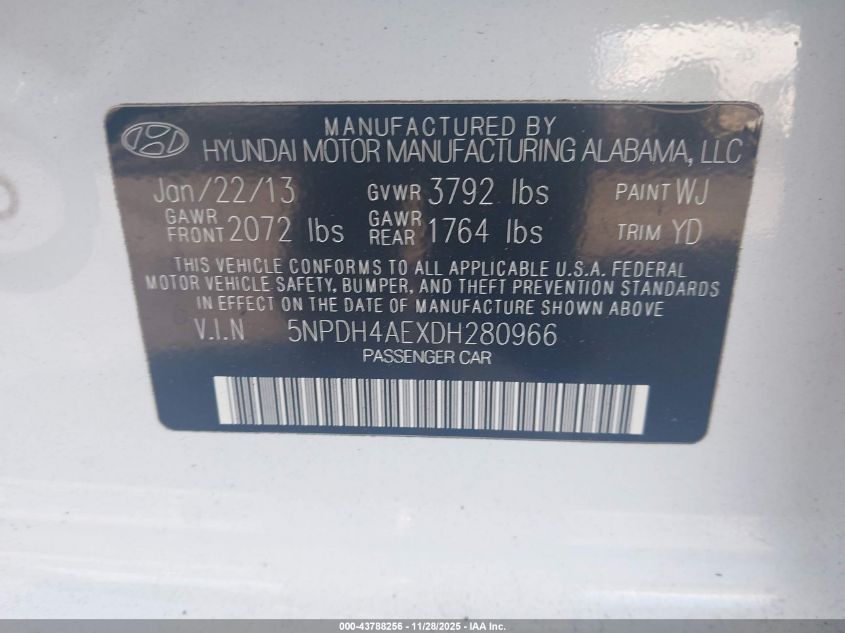 MANUFACTURED BY
HYUNDAI MOTOR MANUFACTURING ALABAMA, LLC
Jan/22/13 GVWR 3792 lbs PAINT WJ
GAWR FRONT 2072 lbs GAWR REAR 1764 lbs TRIM YD
THIS VEHICLE CONFORMS TO ALL APPLICABLE U.S.A. FEDERAL
MOTOR VEHICLE SAFETY, BUMPER, AND THEFT PREVENTION STANDARDS
IN EFFECT ON THE DATE OF MANUFACTURE SHOWN ABOVE
V.I.N 5NPDH4AEXDH280966
PASSENGER CAR
000-43788256 - 11/28/2025 - IAA Inc.